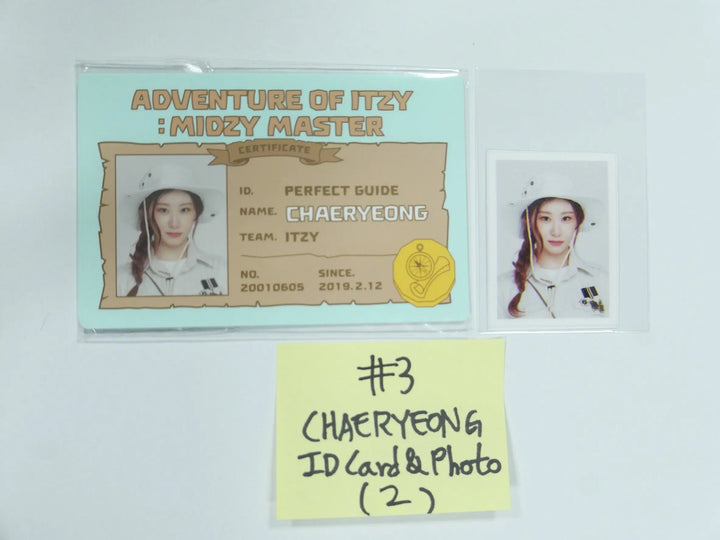 ADVENTURE OF ITZY
: MIDZY MASTER
CERTIFICATE
ID. PERFECT GUIDE
NAME. CHAERYEONG
TEAM. ITZY
NO. SINCE.
20010605 2019.2.12
#3
CHAERYEONG
ID Card & Photo
(2)